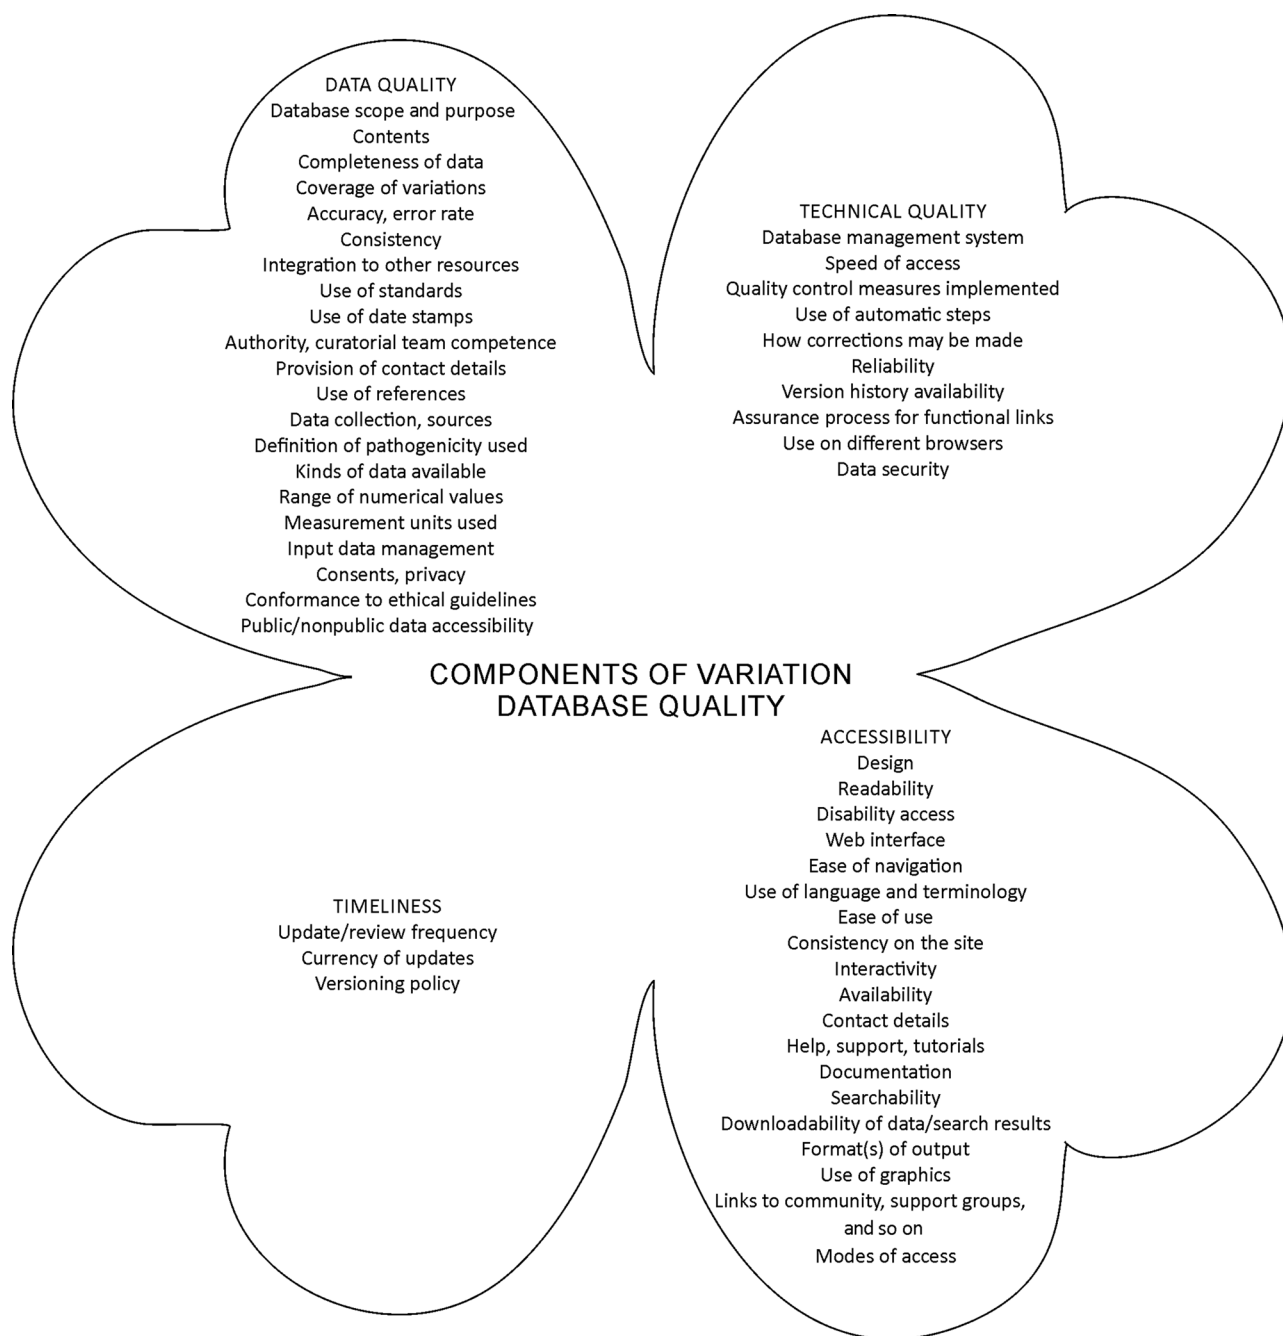 DATA QUALITY
Database scope and purpose
Contents
Completeness of data
Coverage of variations
Accuracy, error rate
Consistency
Integration to other resources
Use of standards
Use of date stamps
Authority, curatorial team competence
Provision of contact details
Use of references
Data collection, sources
Definition of pathogenicity used
Kinds of data available
Range of numerical values
Measurement units used
Input data management
Consents, privacy
Conformance to ethical guidelines
Public/nonpublic data accessibility
TECHNICAL QUALITY
Database management system
Speed of access
Quality control measures implemented
Use of automatic steps
How corrections may be made
Reliability
Version history availability
Assurance process for functional links
Use on different browsers
Data security
COMPONENTS OF VARIATION
DATABASE QUALITY
TIMELINESS
Update/review frequency
Currency of updates
Versioning policy
ACCESSIBILITY
Design
Readability
Disability access
Web interface
Ease of navigation
Use of language and terminology
Ease of use
Consistency on the site
Interactivity
Availability
Contact details
Help, support, tutorials
Documentation
Searchability
Downloadability of data/search results
Format(s) of output
Use of graphics
Links to community, support groups,
and so on
Modes of access